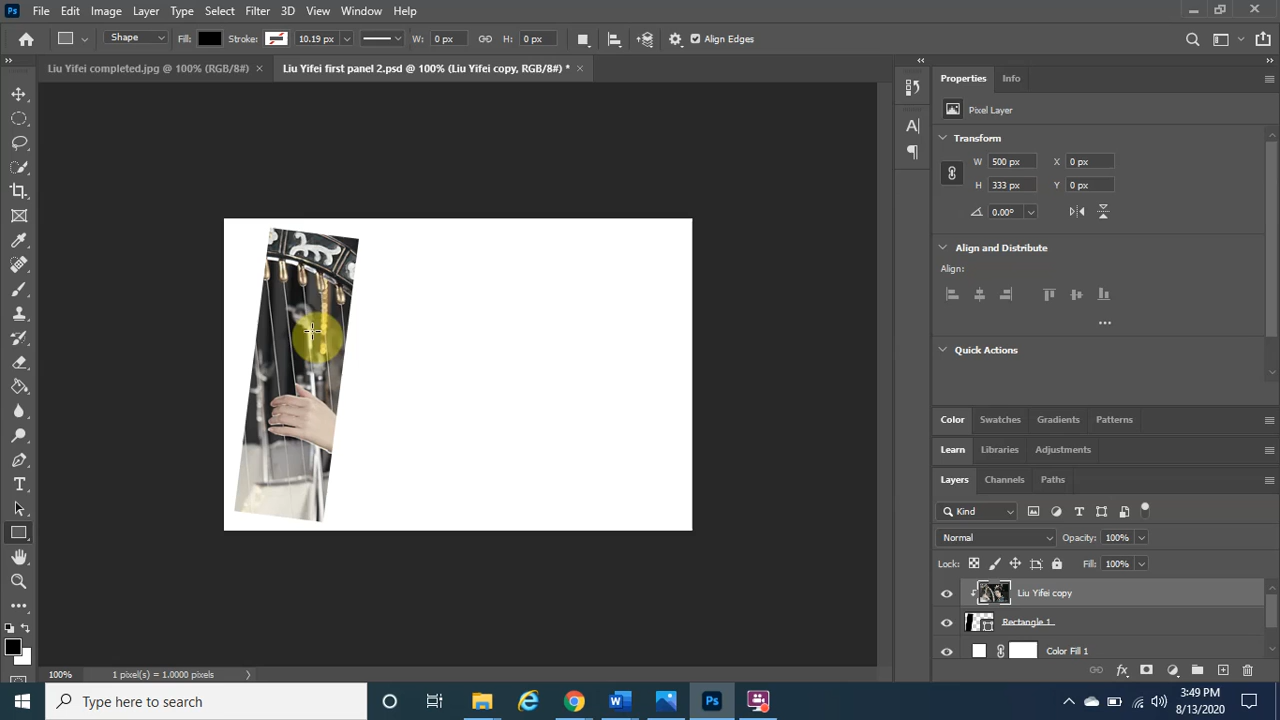 Ps File Edit Image Layer Type Select Filter 3D View Window Help
Shape Fill: Stroke: 10.19 px W: 0 px H: 0 px Align Edges
Liu Yifei completed.jpg @ 100% (RGB/8#) × Liu Yifei first panel 2.psd @ 100% (Liu Yifei copy, RGB/8#) * ×
Properties Info
Pixel Layer
Transform
W 500 px X 0 px
H 333 px Y 0 px
0.00°
Align and Distribute
Align:
Quick Actions
Color Swatches Gradients Patterns
Learn Libraries Adjustments
Layers Channels Paths
Kind
Normal Opacity: 100%
Lock: Fill: 100%
Liu Yifei copy
Rectangle 1
Color Fill 1
100% 1 pixel(s) = 1.0000 pixels
Type here to search
3:49 PM
8/13/2020